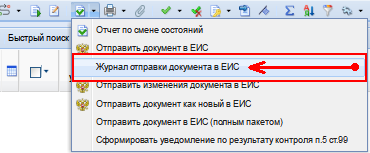 Быстрый поиск
Отчет по смене состояний
Отправить документ в ЕИС
Журнал отправки документа в ЕИС
Отправить изменения документа в ЕИС
Отправить документ как новый в ЕИС
Отправить документ в ЕИС (полным пакетом)
Сформировать уведомление по результату контроля п.5 ст.99